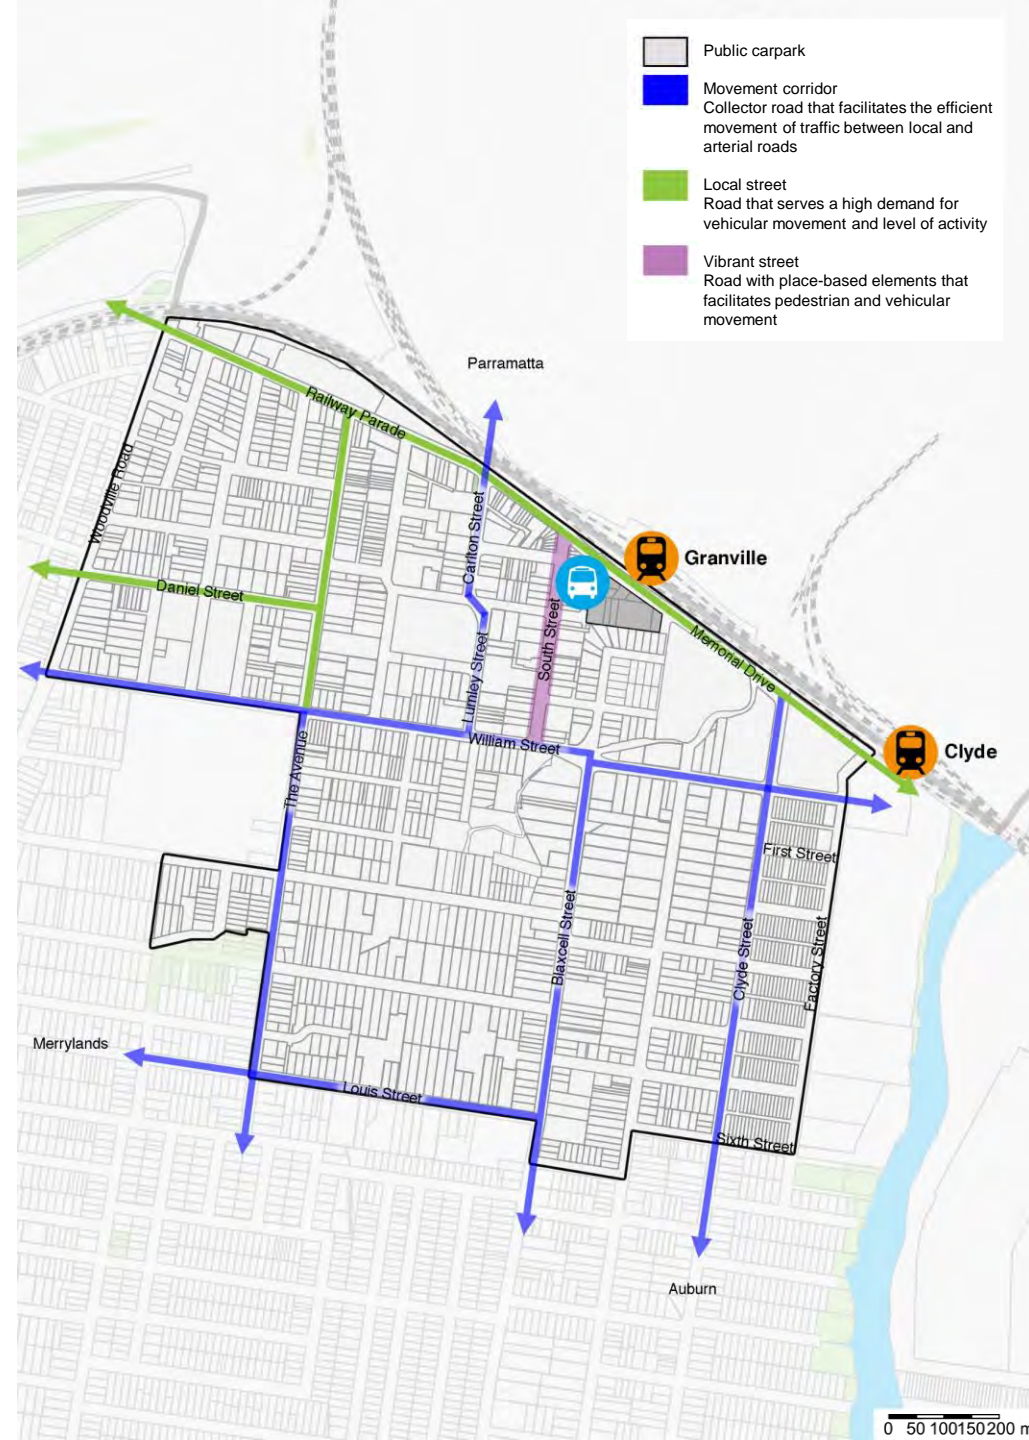 Public carpark
Movement corridor
Collector road that facilitates the efficient
movement of traffic between local and
arterial roads
Local street
Road that serves a high demand for
vehicular movement and level of activity
Vibrant street
Road with place-based elements that
facilitates pedestrian and vehicular
movement
Parramatta
Railway Parade
Woodville Road
Carlton Street
Granville
Daniel Street
South Street
Memorial Drive
Lumley Street
William Street
Clyde
The Avenue
First Street
Blaxcell Street
Clyde Street
Factory Street
Merrylands
Louis Street
Sixth Street
Auburn
0 50 100150200 m